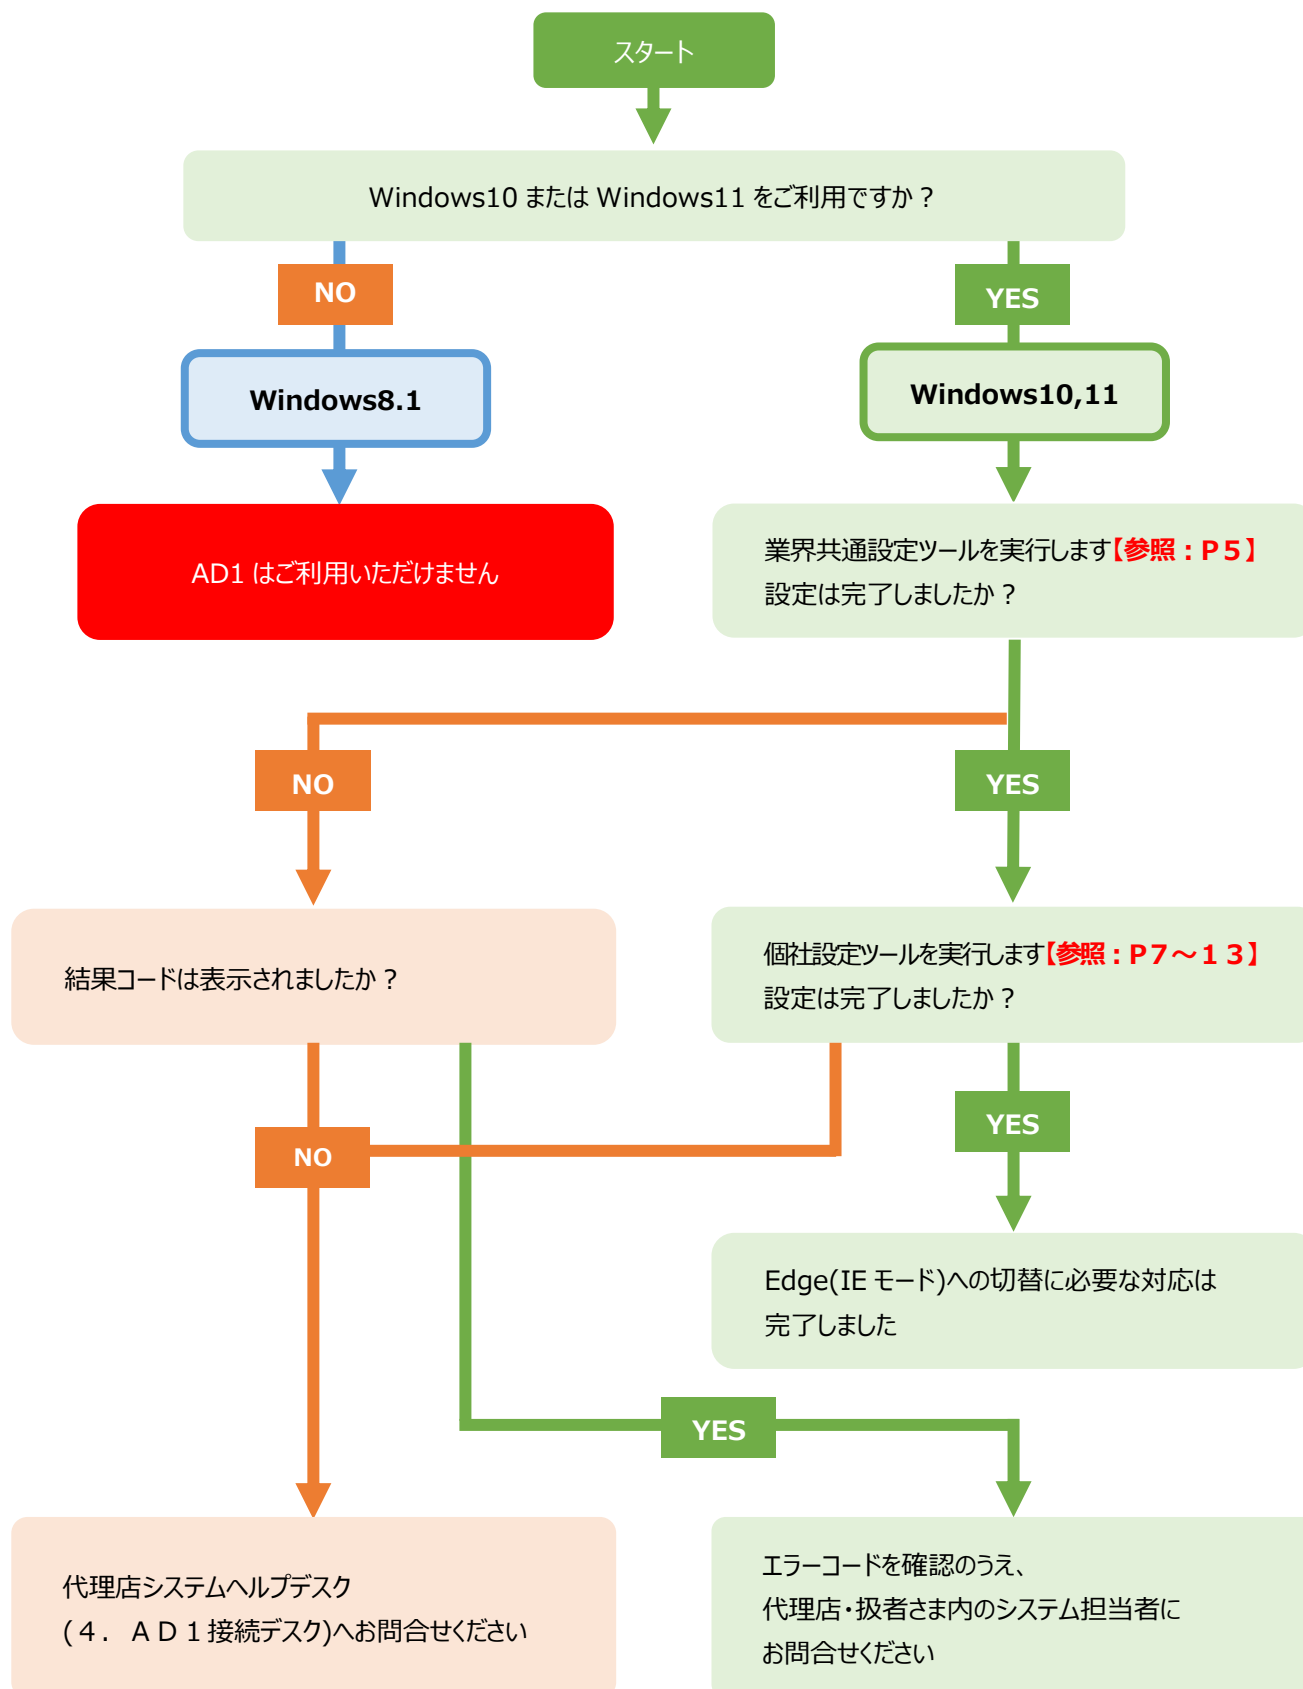 スタート
Windows10 または Windows11 をご利用ですか？
NO
YES
Windows8.1
Windows10,11
AD1 はご利用いただけません
業界共通設定ツールを実行します【参照：P５】
設定は完了しましたか？
NO
YES
結果コードは表示されましたか？
個社設定ツールを実行します【参照：P７～１３】
設定は完了しましたか？
YES
NO
Edge(IE モード)への切替に必要な対応は
完了しました
YES
代理店システムヘルプデスク
(４．ＡＤ１接続デスク)へお問合せください
エラーコードを確認のうえ、
代理店・扱者さま内のシステム担当者に
お問合せください